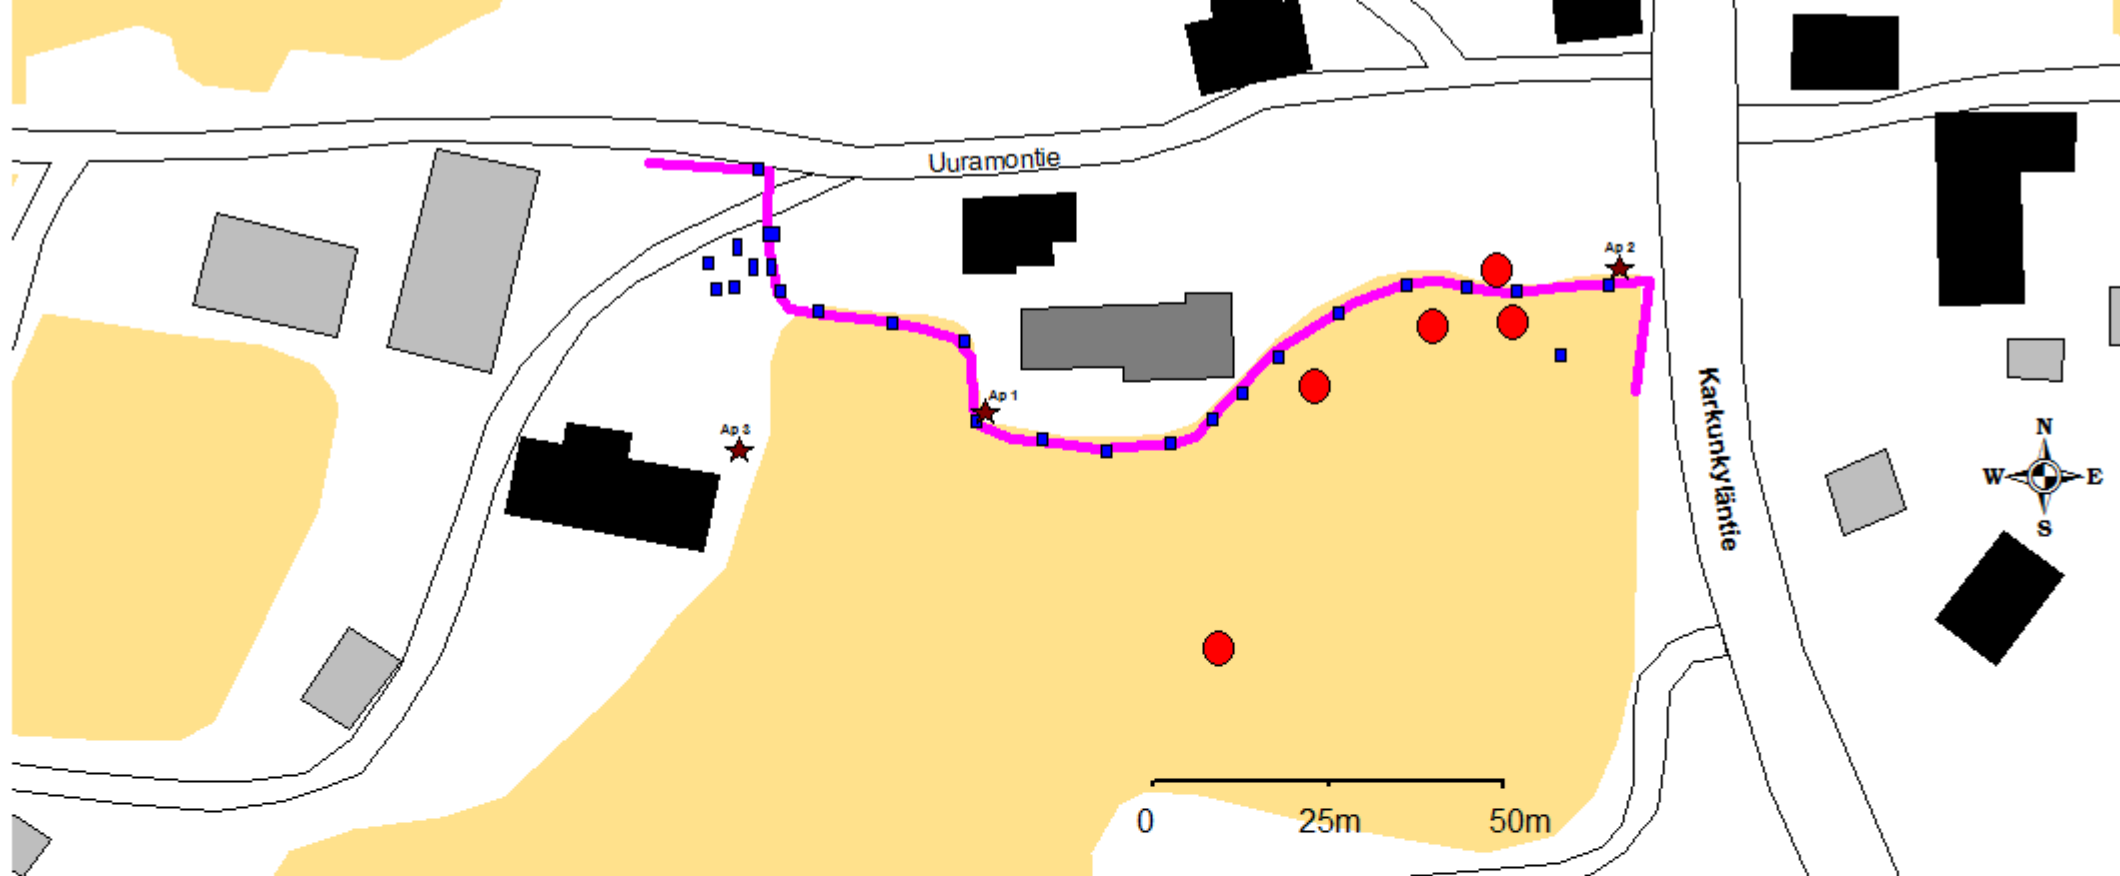 Uuramontie
Ap 2
Ap 1
Ap 3
Karkunkyläntie
N
W E
S
0 25m 50m